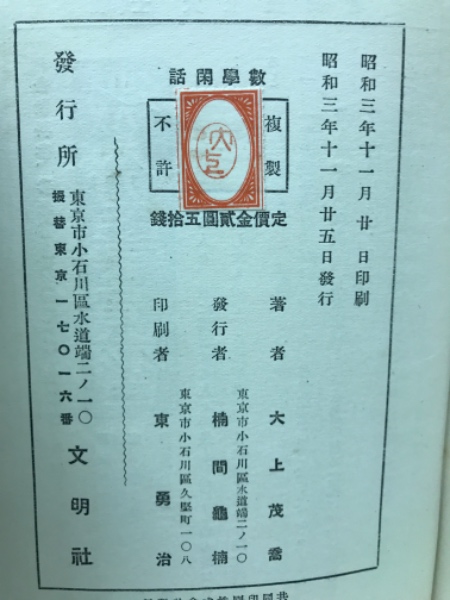 昭和三年十一月廿日印刷
昭和三年十一月廿五日發行
數學閑話
複製
不許
大上
定價金貳圓五拾錢
著者 大上茂喬
東京市小石川區水道端二ノ一〇
發行者 楠間龜楠
東京市小石川區久堅町一〇八
印刷者 東勇治
發行所 東京市小石川區水道端二ノ一〇 文明社
振替東京一七〇一六番